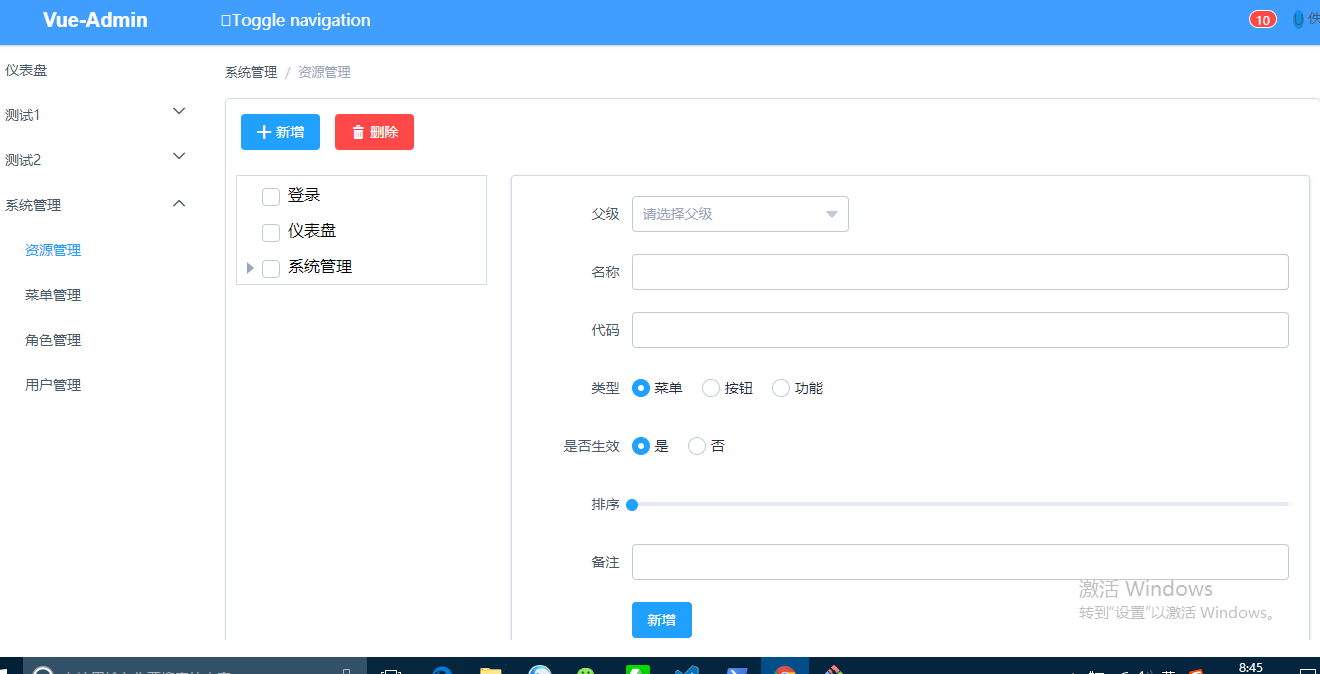 Vue-Admin
Toggle navigation
10
仪表盘
测试1
测试2
系统管理
资源管理
菜单管理
角色管理
用户管理
系统管理 / 资源管理
新增
删除
登录
仪表盘
系统管理
父级
请选择父级
名称
代码
类型
菜单 按钮 功能
是否生效
是 否
排序
备注
新增
激活 Windows
转到“设置”以激活 Windows。
8:45